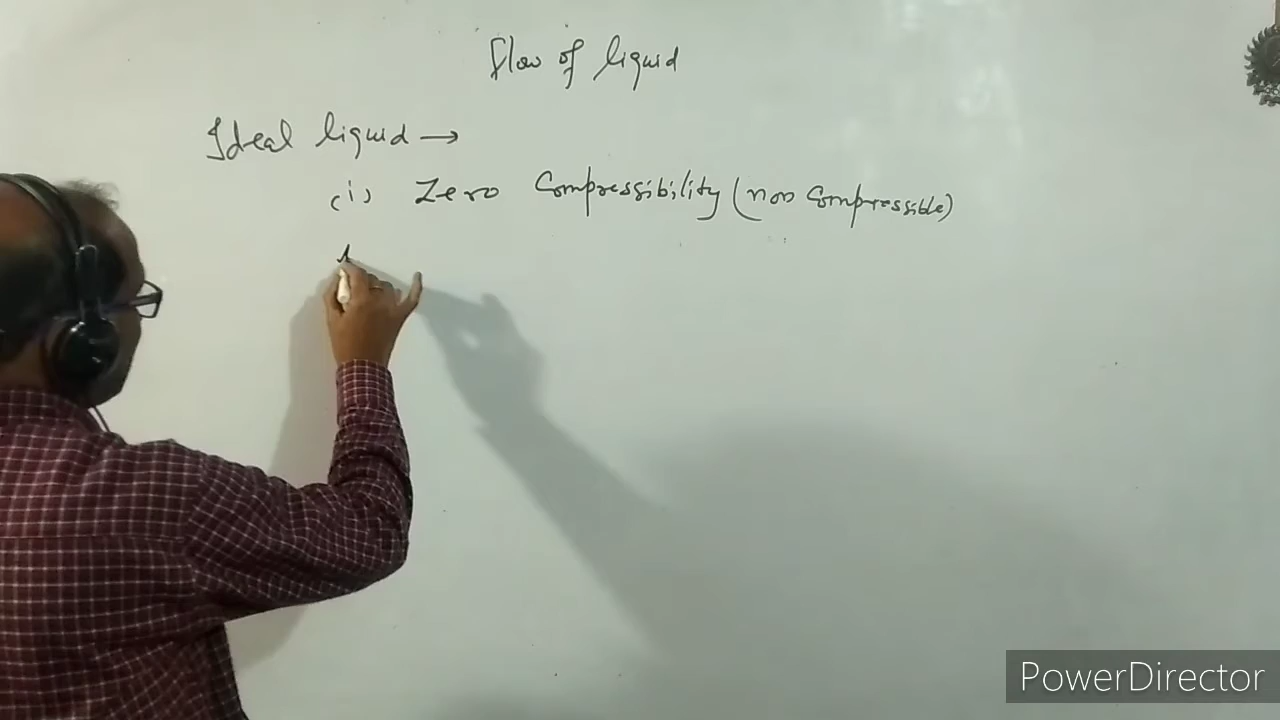 Flow of liquid
Ideal liquid →
(i) Zero Compressibility (non Compressible)
PowerDirector